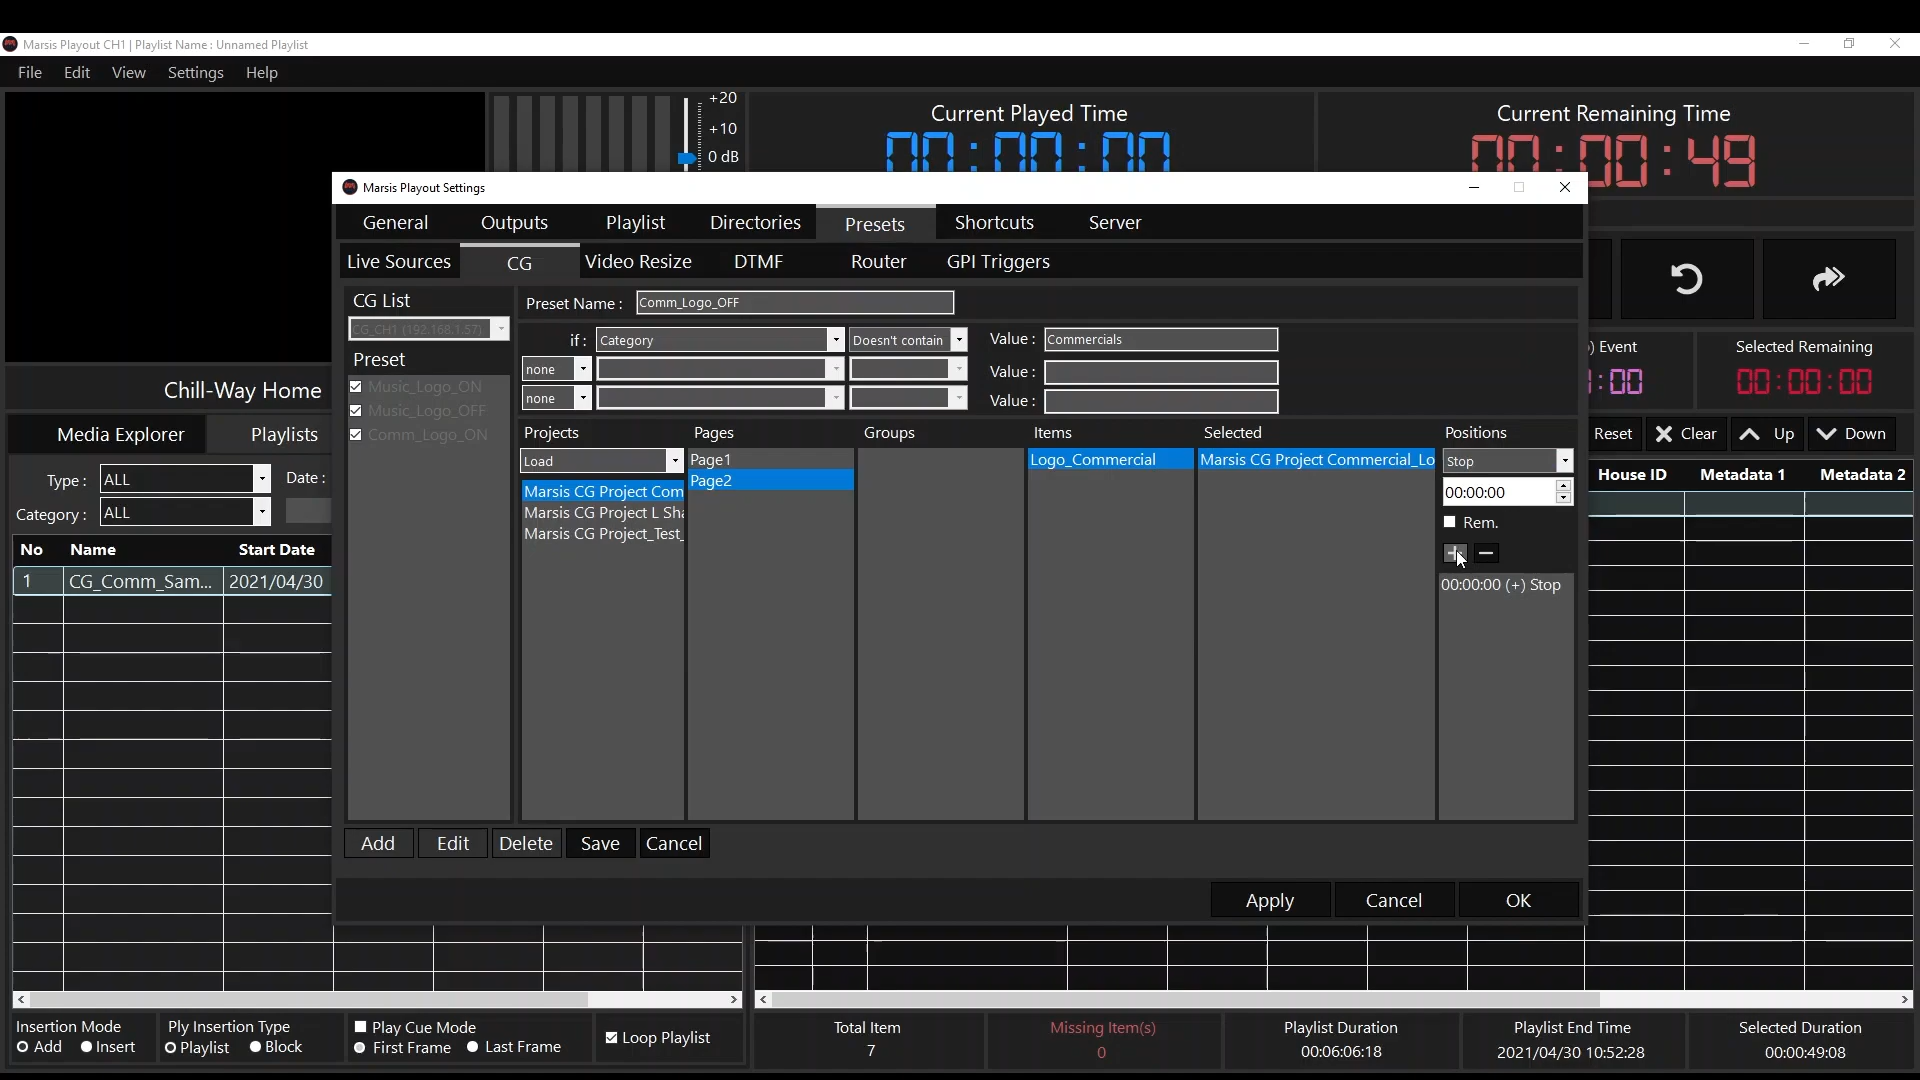 Marsis Playout CH1 | Playlist Name : Unnamed Playlist
File Edit View Settings Help
+20
+10
0 dB
Current Played Time
00:00:00
Current Remaining Time
00:00:49
Marsis Playout Settings
General Outputs Playlist Directories Presets Shortcuts Server
Live Sources CG Video Resize DTMF Router GPI Triggers
CG List
CG_CH1 (192.168.1.57)
Preset
Music_Logo_ON
Music_Logo_OFF
Comm_Logo_ON
Preset Name : Comm_Logo_OFF
if : Category Doesn't contain Value : Commercials
none Value :
none Value :
Projects Pages Groups Items Selected Positions
Load
Marsis CG Project Com
Marsis CG Project L Sha
Marsis CG Project_Test_
Page1
Page2
Logo_Commercial
Marsis CG Project Commercial_Lo
Stop
00:00:00
Rem.
00:00:00 (+) Stop
Add Edit Delete Save Cancel
Apply Cancel OK
) Event
:00
Selected Remaining
00:00:00
Reset Clear Up Down
House ID Metadata 1 Metadata 2
Chill-Way Home
Media Explorer Playlists
Type : ALL Date :
Category : ALL
No Name Start Date
1 CG_Comm_Sam... 2021/04/30
Insertion Mode
Add Insert
Ply Insertion Type
Playlist Block
Play Cue Mode
First Frame Last Frame
Loop Playlist
Total Item
7
Missing Item(s)
0
Playlist Duration
00:06:06:18
Playlist End Time
2021/04/30 10:52:28
Selected Duration
00:00:49:08